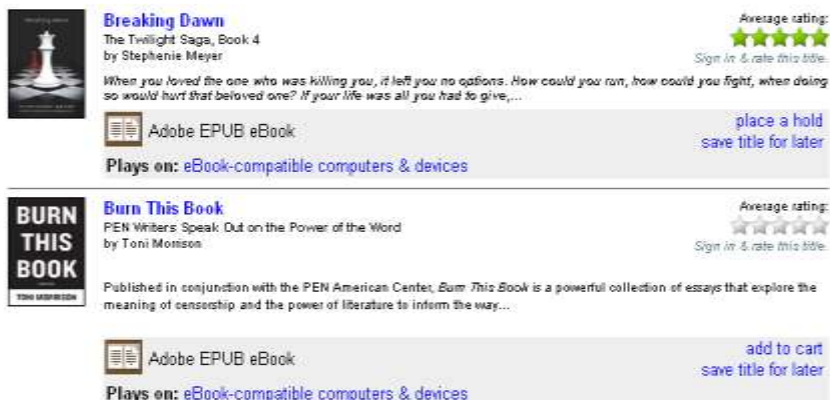 Breaking Dawn
Average rating:
The Twilight Saga, Book 4
by Stephenie Meyer
Sign in & rate this title.
When you loved the one who was killing you, it left you no options. How could you run, how could you fight, when doing
so would hurt that beloved one? If your life was all you had to give,...
Adobe EPUB eBook
place a hold
save title for later
Plays on: eBook-compatible computers & devices
BURN
THIS
BOOK
TONI MORRISON
Burn This Book
Average rating:
PEN Writers Speak Out on the Power of the Word
by Toni Morrison
Sign in & rate this title.
Published in conjunction with the PEN American Center, Burn This Book is a powerful collection of essays that explore the
meaning of censorship and the power of literature to inform the way...
Adobe EPUB eBook
add to cart
save title for later
Plays on: eBook-compatible computers & devices